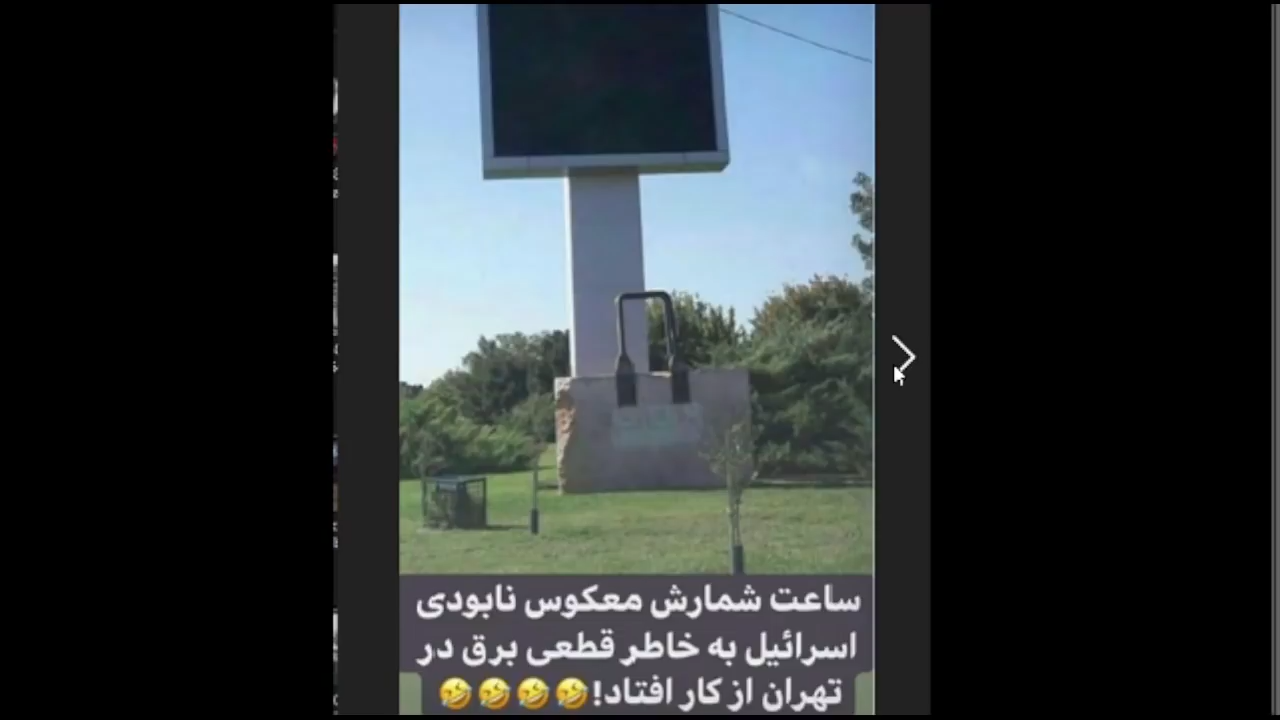 ساعت شمارش معکوس نابودی
اسرائیل به خاطر قطعی برق در
تهران از کار افتاد!🤣🤣🤣🤣